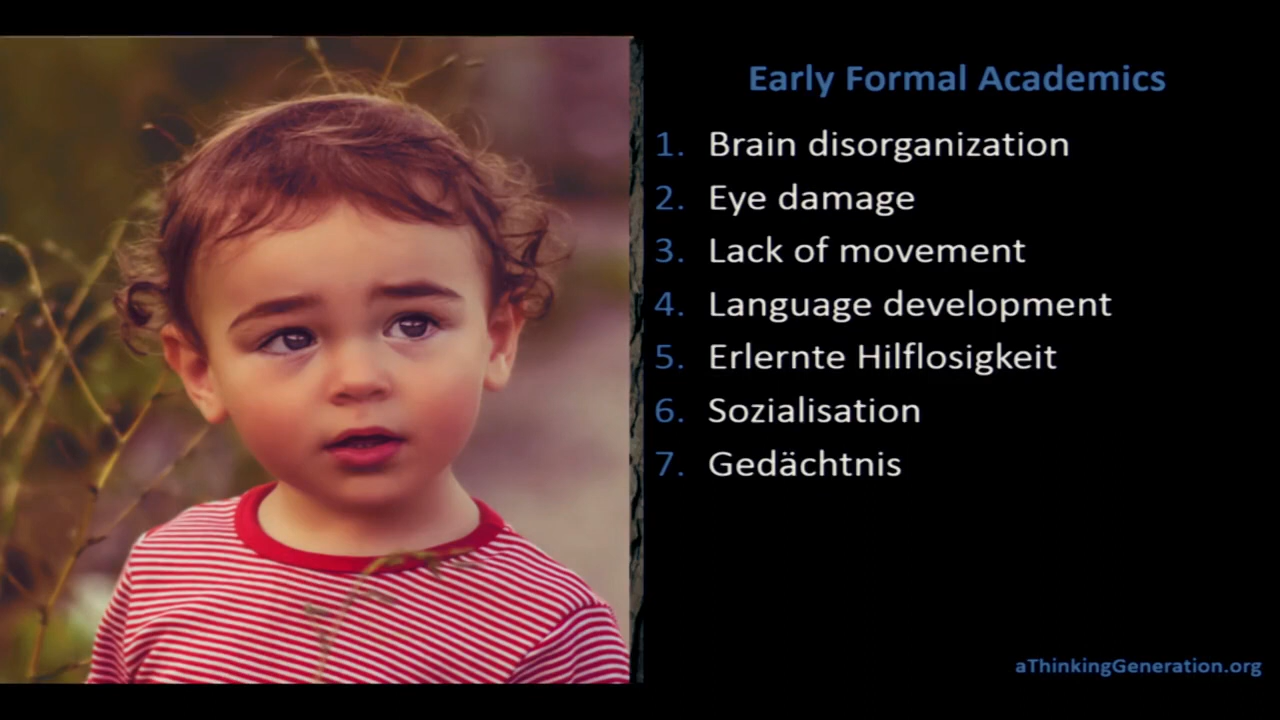 Early Formal Academics
1. Brain disorganization
2. Eye damage
3. Lack of movement
4. Language development
5. Erlernte Hilflosigkeit
6. Sozialisation
7. Gedächtnis
aThinkingGeneration.org